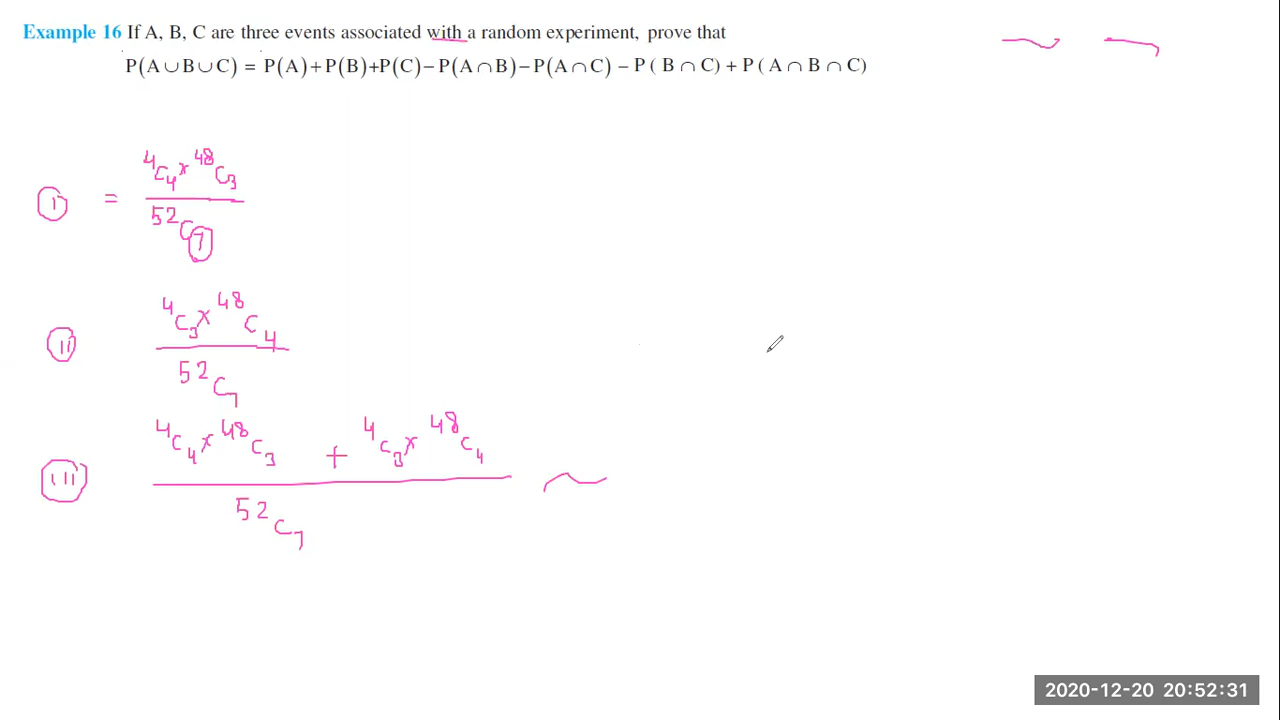 Example 16 If A, B, C are three events associated with a random experiment, prove that
P(A∪B∪C) = P(A)+P(B)+P(C)−P(A∩B)−P(A∩C) − P( B ∩ C) + P( A ∩ B ∩ C)
(i) = ⁴C₄ × ⁴⁸C₃
⁵²C₇
(ii) ⁴C₃ × ⁴⁸C₄
⁵²C₇
(iii) ⁴C₄ × ⁴⁸C₃ + ⁴C₃ × ⁴⁸C₄
⁵²C₇
2020-12-20 20:52:31